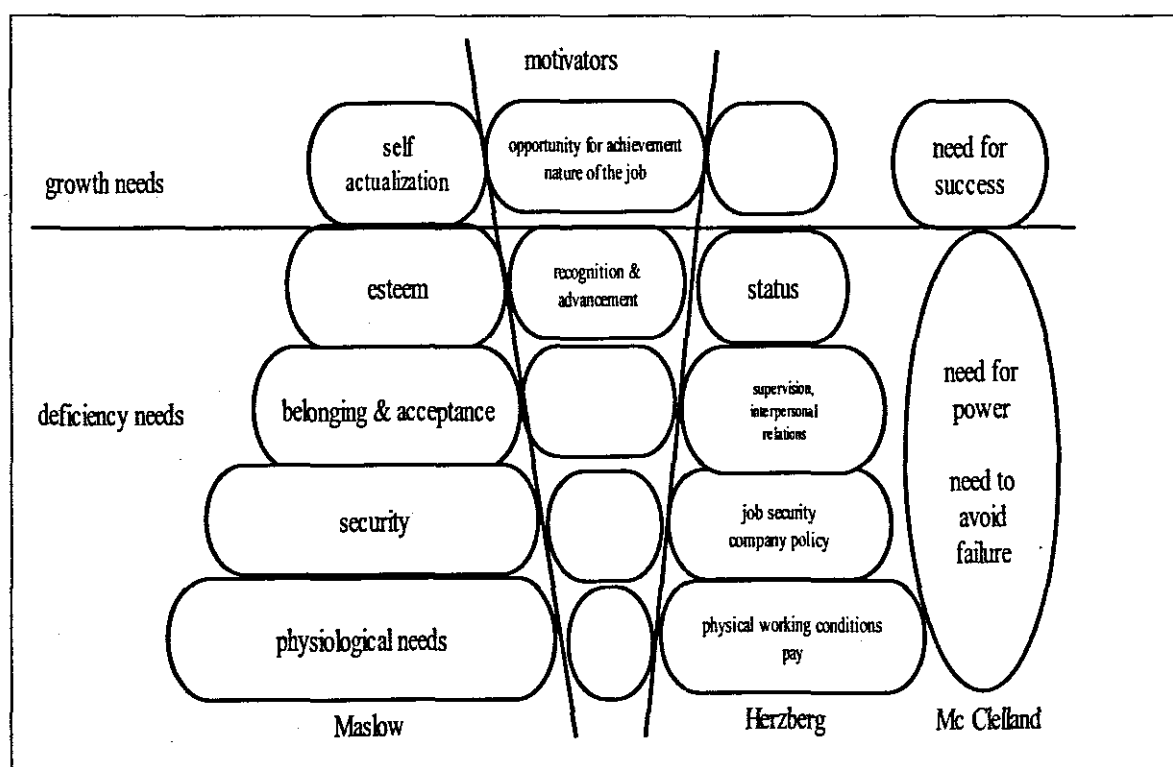 motivators
self
actualization
opportunity for achievement
nature of the job
need for
success
growth needs
esteem
recognition &
advancement
status
belonging & acceptance
supervision,
interpersonal
relations
need for
power
need to
avoid
failure
deficiency needs
security
job security
company policy
physiological needs
physical working conditions
pay
Maslow
Herzberg
Mc Clelland